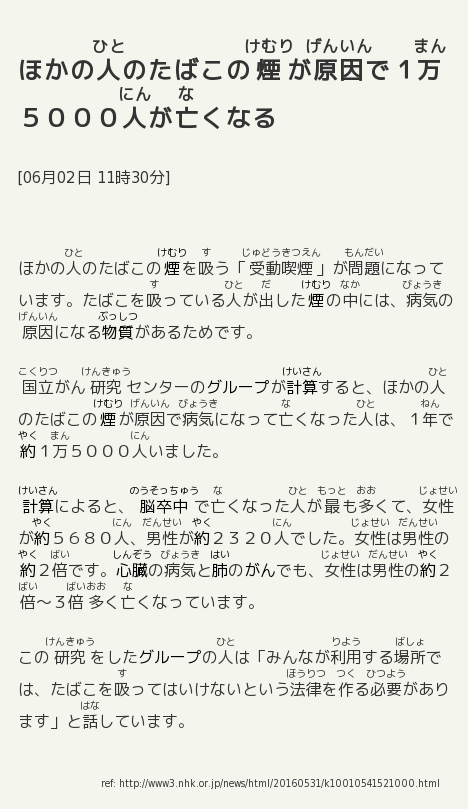 ほかの人のたばこの煙が原因で１万
５０００人が亡くなる
[06月02日 11時30分]
ほかの人のたばこの煙を吸う「受動喫煙」が問題になって
います。たばこを吸っている人が出した煙の中には、病気の
原因になる物質があるためです。
国立がん研究センターのグループが計算すると、ほかの人
のたばこの煙が原因で病気になって亡くなった人は、１年で
約１万５０００人いました。
計算によると、脳卒中で亡くなった人が最も多くて、女性
が約５６８０人、男性が約２３２０人でした。女性は男性の
約２倍です。心臓の病気と肺のがんでも、女性は男性の約２
倍～３倍多く亡くなっています。
この研究をしたグループの人は「みんなが利用する場所で
は、たばこを吸ってはいけないという法律を作る必要があり
ます」と話しています。
ref: http://www3.nhk.or.jp/news/html/20160531/k10010541521000.html